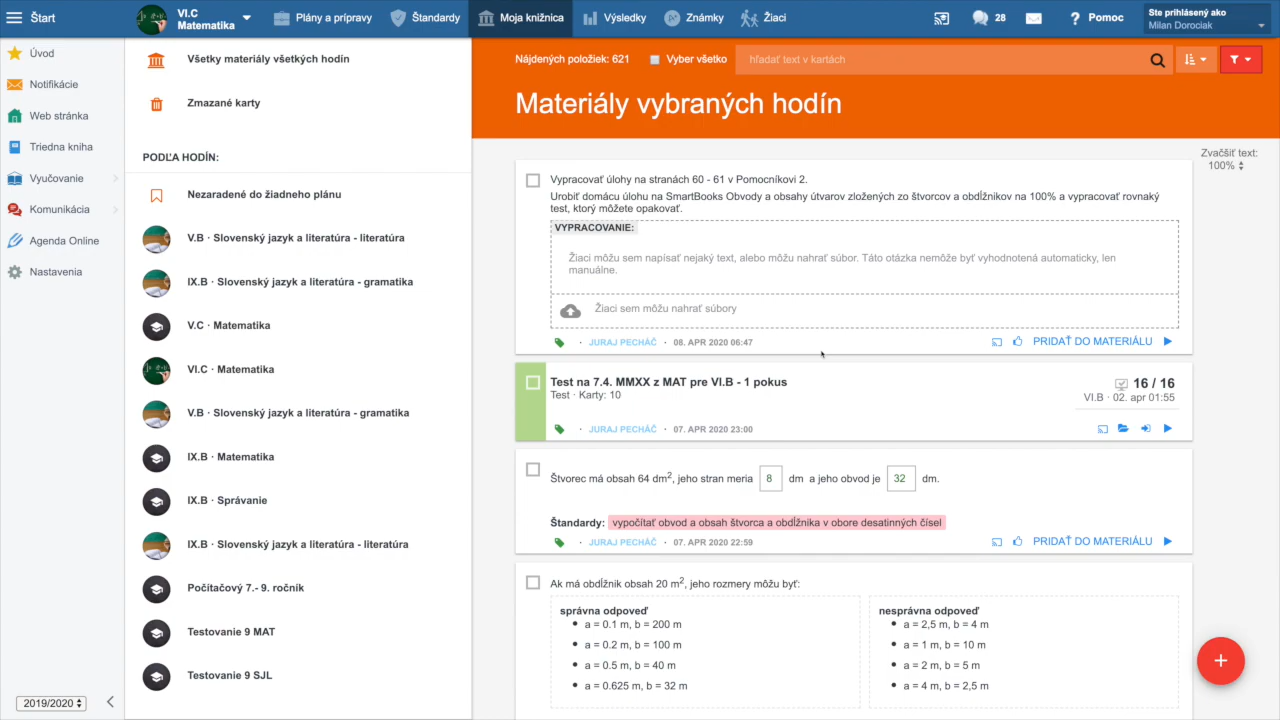 Štart
VI.C
Matematika
Plány a prípravy
Štandardy
Moja knižnica
Výsledky
Známky
Žiaci
28
Pomoc
Ste prihlásený ako
Milan Dorociak
Úvod
Notifikácie
Web stránka
Triedna kniha
Vyučovanie
Komunikácia
Agenda Online
Nastavenia
2019/2020
Všetky materiály všetkých hodín
Zmazané karty
PODĽA HODÍN:
Nezaradené do žiadneho plánu
V.B · Slovenský jazyk a literatúra - literatúra
IX.B · Slovenský jazyk a literatúra - gramatika
V.C · Matematika
VI.C · Matematika
V.B · Slovenský jazyk a literatúra - gramatika
IX.B · Matematika
IX.B · Správanie
IX.B · Slovenský jazyk a literatúra - literatúra
Počítačový 7.- 9. ročník
Testovanie 9 MAT
Testovanie 9 SJL
Nájdených položiek: 621
Vyber všetko
hľadať text v kartách
Materiály vybraných hodín
Zvačšiť text:
100%
Vypracovať úlohy na stranách 60 - 61 v Pomocníkovi 2.
Urobiť domácu úlohu na SmartBooks Obvody a obsahy útvarov zložených zo štvorcov a obdĺžnikov na 100% a vypracovať rovnaký
test, ktorý môžete opakovať.
VYPRACOVANIE:
Žiaci môžu sem napísať nejaký text, alebo môžu nahrať súbor. Táto otázka nemôže byť vyhodnotená automaticky, len
manuálne.
Žiaci sem môžu nahrať súbory
· JURAJ PECHÁČ · 08. APR 2020 06:47
PRIDAŤ DO MATERIÁLU
Test na 7.4. MMXX z MAT pre VI.B - 1 pokus
Test · Karty: 10
16 / 16
VI.B · 02. apr 01:55
· JURAJ PECHÁČ · 07. APR 2020 23:00
Štvorec má obsah 64 dm², jeho stran meria 8 dm a jeho obvod je 32 dm.
Štandardy: vypočítať obvod a obsah štvorca a obdĺžnika v obore desatinných čísel
· JURAJ PECHÁČ · 07. APR 2020 22:59
PRIDAŤ DO MATERIÁLU
Ak má obdĺžnik obsah 20 m², jeho rozmery môžu byť:
správna odpoveď
• a = 0.1 m, b = 200 m
• a = 0.2 m, b = 100 m
• a = 0.5 m, b = 40 m
• a = 0.625 m, b = 32 m
nesprávna odpoveď
• a = 2,5 m, b = 4 m
• a = 1 m, b = 10 m
• a = 2 m, b = 5 m
• a = 4 m, b = 2,5 m